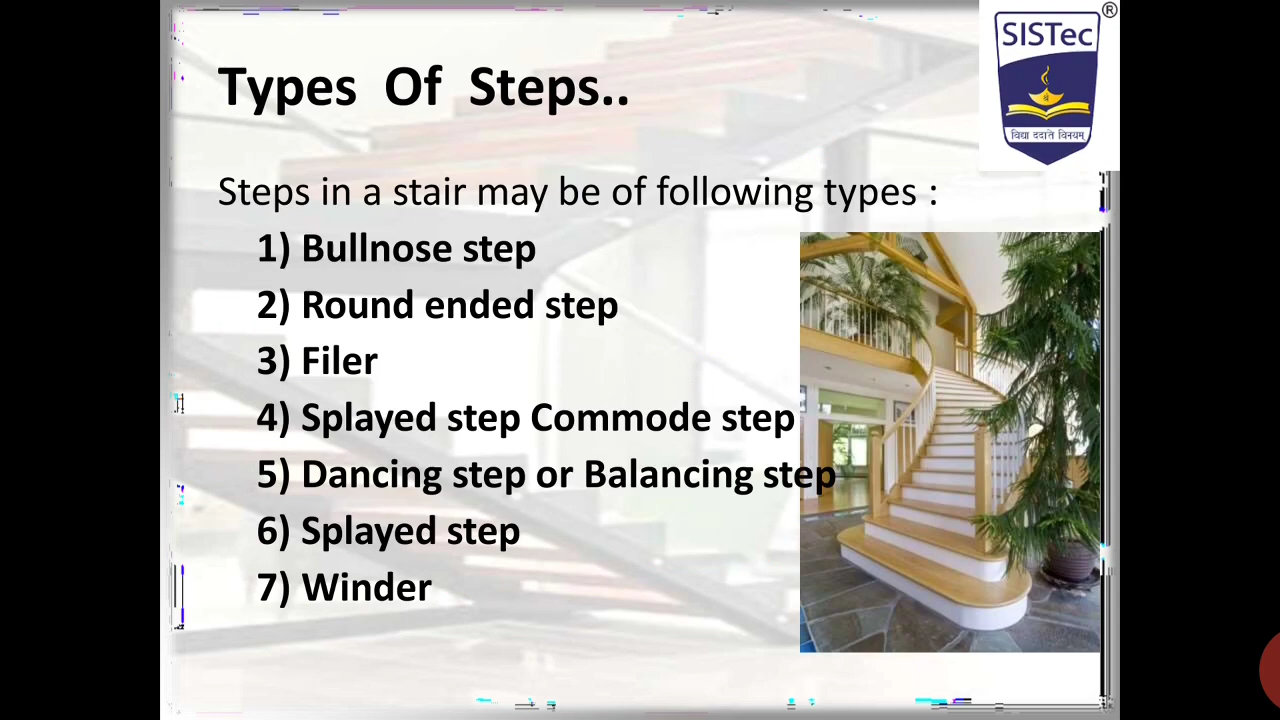 Types Of Steps..
Steps in a stair may be of following types :
1) Bullnose step
2) Round ended step
3) Filer
4) Splayed step Commode step
5) Dancing step or Balancing step
6) Splayed step
7) Winder
®
SISTec
श्रे
विद्या ददाति विनयम्